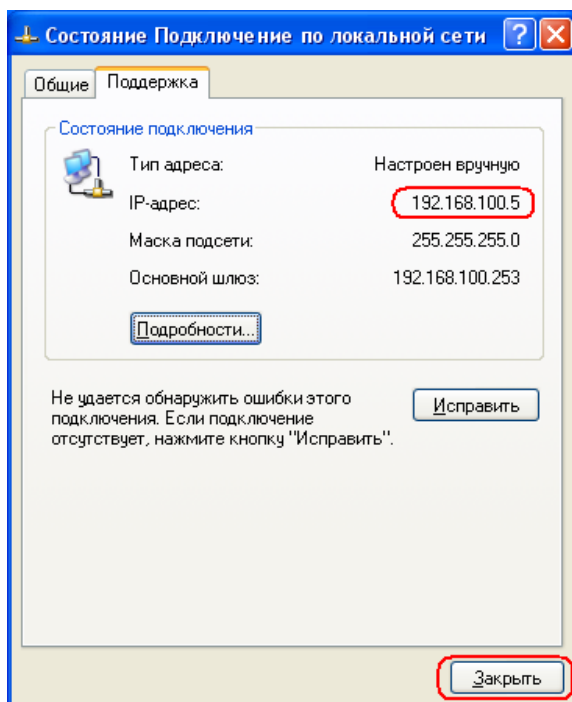 Состояние Подключение по локальной сети
Общие Поддержка
Состояние подключения
Тип адреса: Настроен вручную
IP-адрес: 192.168.100.5
Маска подсети: 255.255.255.0
Основной шлюз: 192.168.100.253
Подробности...
Не удается обнаружить ошибки этого
подключения. Если подключение
отсутствует, нажмите кнопку "Исправить".
Исправить
Закрыть